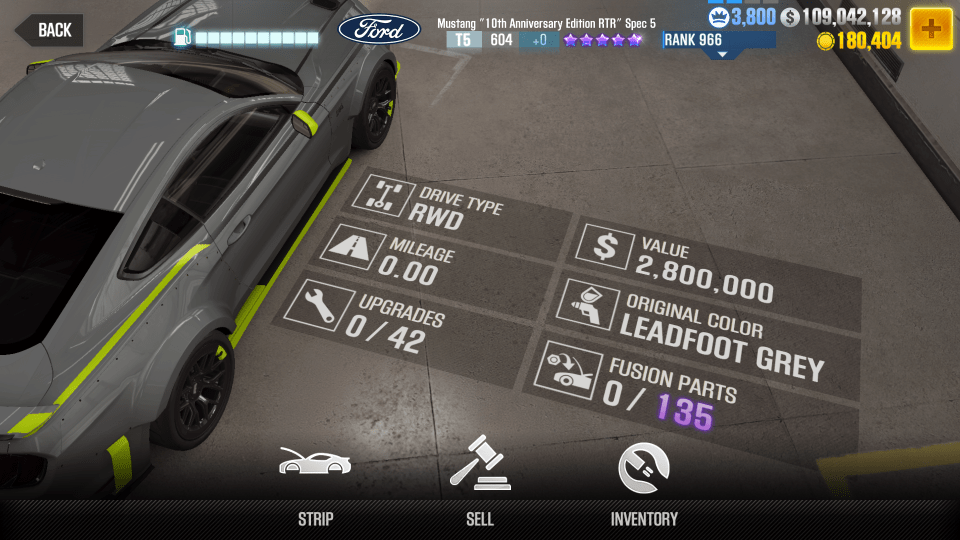 BACK
Ford
Mustang "10th Anniversary Edition RTR" Spec 5
T5 604 +0
RANK 966
3,800 $ 109,042,128
180,404
DRIVE TYPE
RWD
MILEAGE
0.00
UPGRADES
0 / 42
$ VALUE
2,800,000
ORIGINAL COLOR
LEADFOOT GREY
FUSION PARTS
0 / 135
STRIP
SELL
INVENTORY